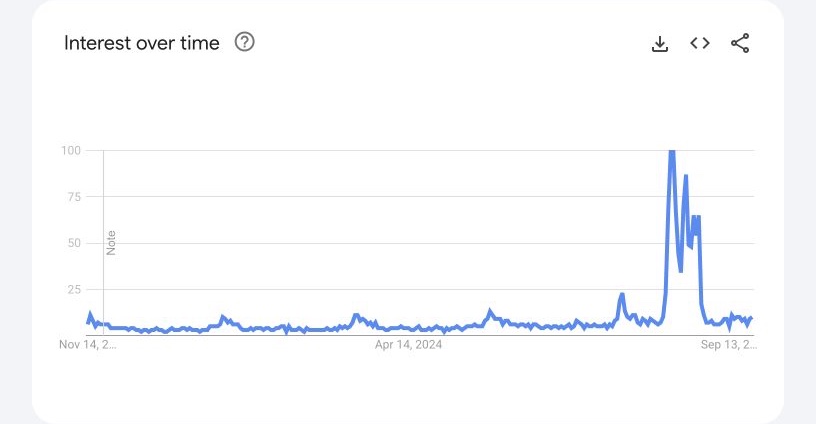 Interest over time
100
75
50
25
Note
Nov 14, 2...
Apr 14, 2024
Sep 13, 2...